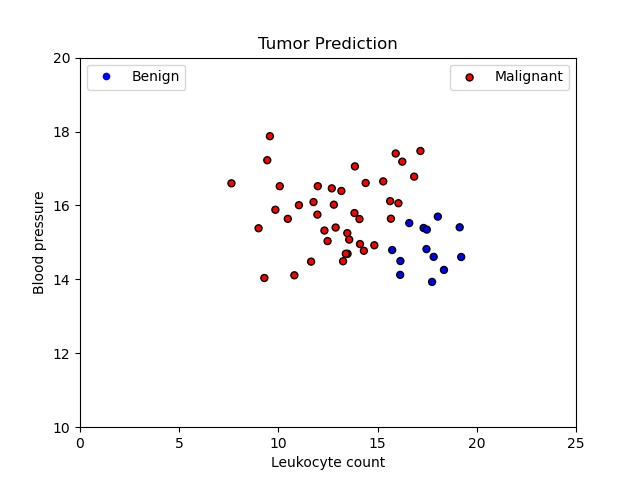 Tumor Prediction
Benign
Malignant
20
18
16
14
12
10
Blood pressure
0 5 10 15 20 25
Leukocyte count